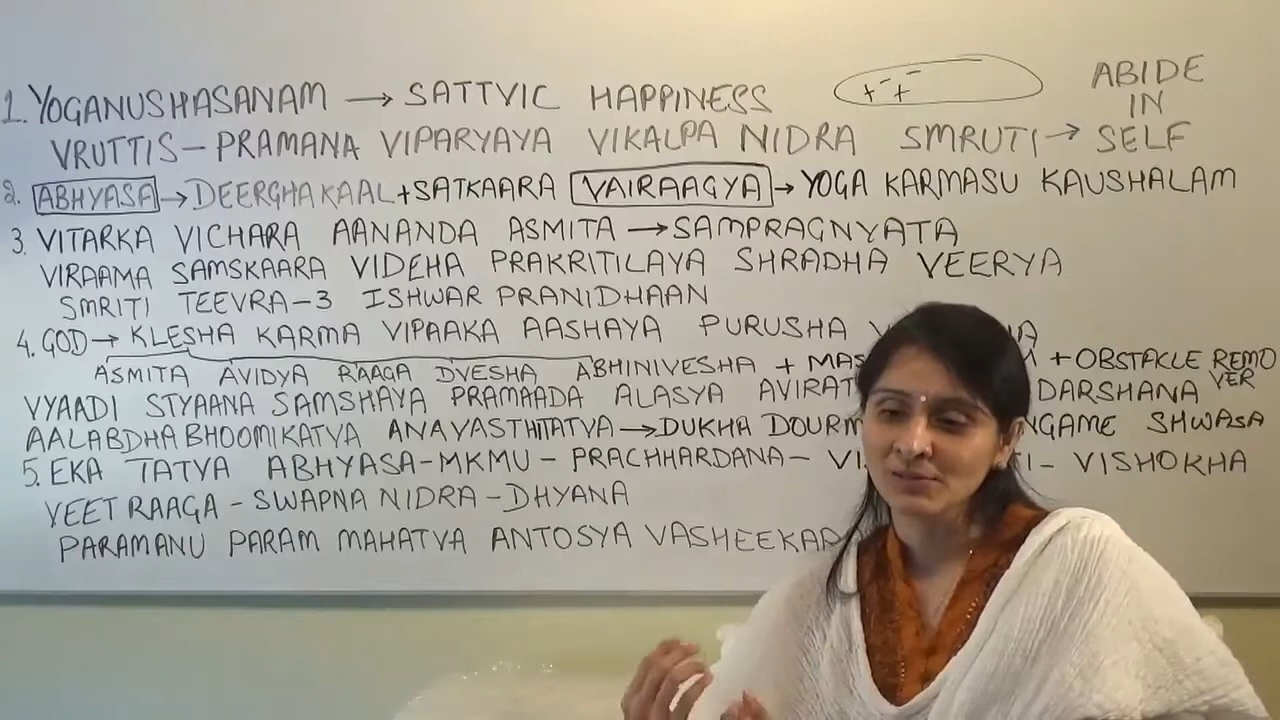 1. YOGANUSHASANAM → SATTVIC HAPPINESS + - + - ABIDE IN SELF
VRUTTIS - PRAMANA VIPARYAYA VIKALPA NIDRA SMRUTI →
2. ABHYASA → DEERGHA KAAL + SATKAARA VAIRAAGYA → YOGA KARMASU KAUSHALAM
3. VITARKA VICHARA AANANDA ASMITA → SAMPRAGNYATA
VIRAAMA SAMSKAARA VIDEHA PRAKRITILAYA SHRADHA VEERYA
SMRITI TEEVRA-3 ISHWAR PRANIDHAAN
4. GOD → KLESHA KARMA VIPAAKA AASHAYA PURUSHA
ASMITA AVIDYA RAAGA DVESHA ABHINIVESHA + + OBSTACLE REMOVER
VYAADI STYAANA SAMSHAYA PRAMAADA ALASYA DARSHANA
AALABDHA BHOOMIKATVA ANAVASTHITATVA → DUKHA SHWASA
5. EKA TATVA ABHYASA - MKMU - PRACHHARDANA - - VISHOKHA
VEET RAAGA - SWAPNA NIDRA - DHYANA
PARAMANU PARAM MAHATVA ANTOSYA